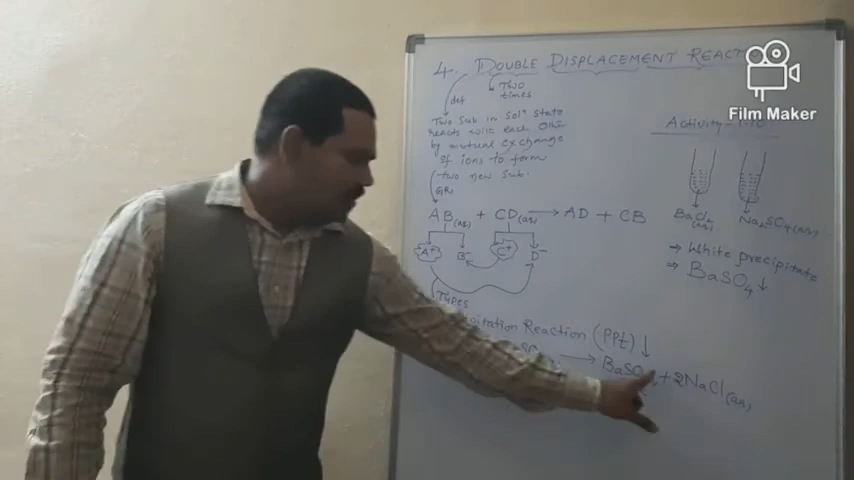 4. DOUBLE DISPLACEMENT REACT
def
Two
times
Two Sub in Solⁿ state
reacts with each other
by mutual exchange
of ions to form
two new Sub.
GR
AB(aq) + CD(aq) → AD + CB
A⁺ B⁻ C⁺ D⁻
Types
itation Reaction (PPt) ↓
→ BaSO₄ + 2NaCl(aq)
Activity
BaCl₂
(aq)
Na₂SO₄(aq)
→ White precipitate
⇒ BaSO₄ ↓
Film Maker